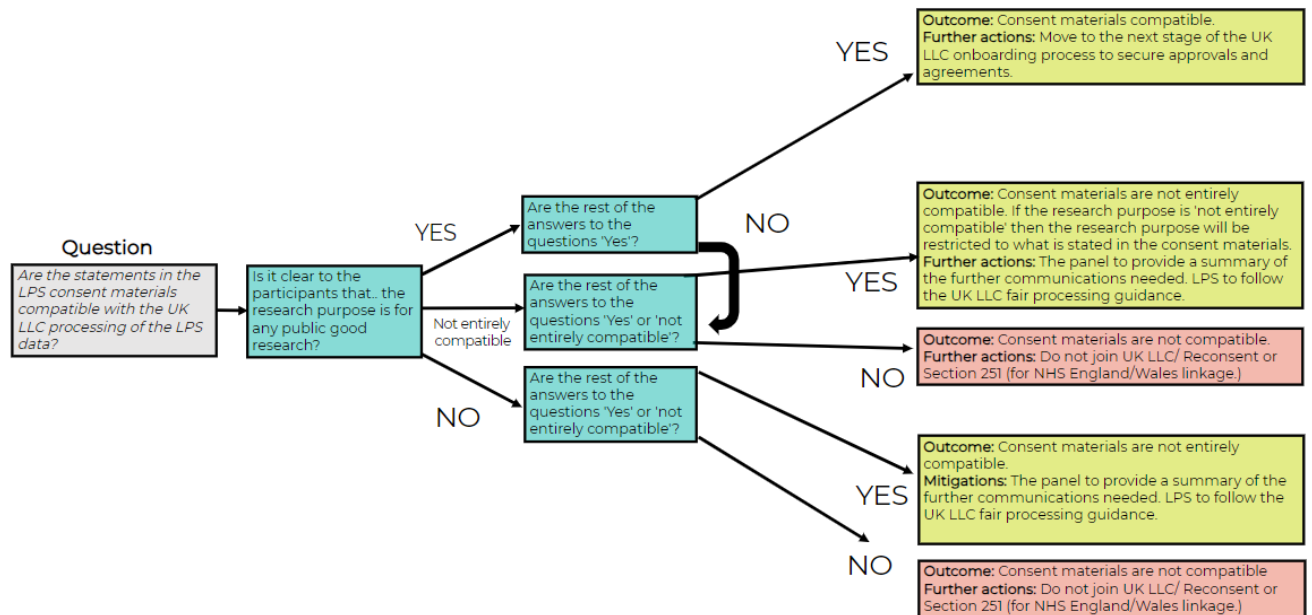 Question
Are the statements in the
LPS consent materials
compatible with the UK
LLC processing of the LPS
data?
Is it clear to the
participants that.. the
research purpose is for
any public good
research?
YES
Not entirely
compatible
NO
Are the rest of the
answers to the
questions 'Yes'?
Are the rest of the
answers to the
questions 'Yes' or 'not
entirely compatible'?
Are the rest of the
answers to the
questions 'Yes' or 'not
entirely compatible'?
YES
NO
YES
NO
YES
NO
Outcome: Consent materials compatible.
Further actions: Move to the next stage of the UK
LLC onboarding process to secure approvals and
agreements.
Outcome: Consent materials are not entirely
compatible. If the research purpose is 'not entirely
compatible' then the research purpose will be
restricted to what is stated in the consent materials.
Further actions: The panel to provide a summary of
the further communications needed. LPS to follow
the UK LLC fair processing guidance.
Outcome: Consent materials are not compatible.
Further actions: Do not join UK LLC/ Reconsent or
Section 251 (for NHS England/Wales linkage.)
Outcome: Consent materials are not entirely
compatible.
Mitigations: The panel to provide a summary of the
further communications needed. LPS to follow the
UK LLC fair processing guidance.
Outcome: Consent materials are not compatible
Further actions: Do not join UK LLC/ Reconsent or
Section 251 (for NHS England/Wales linkage.)